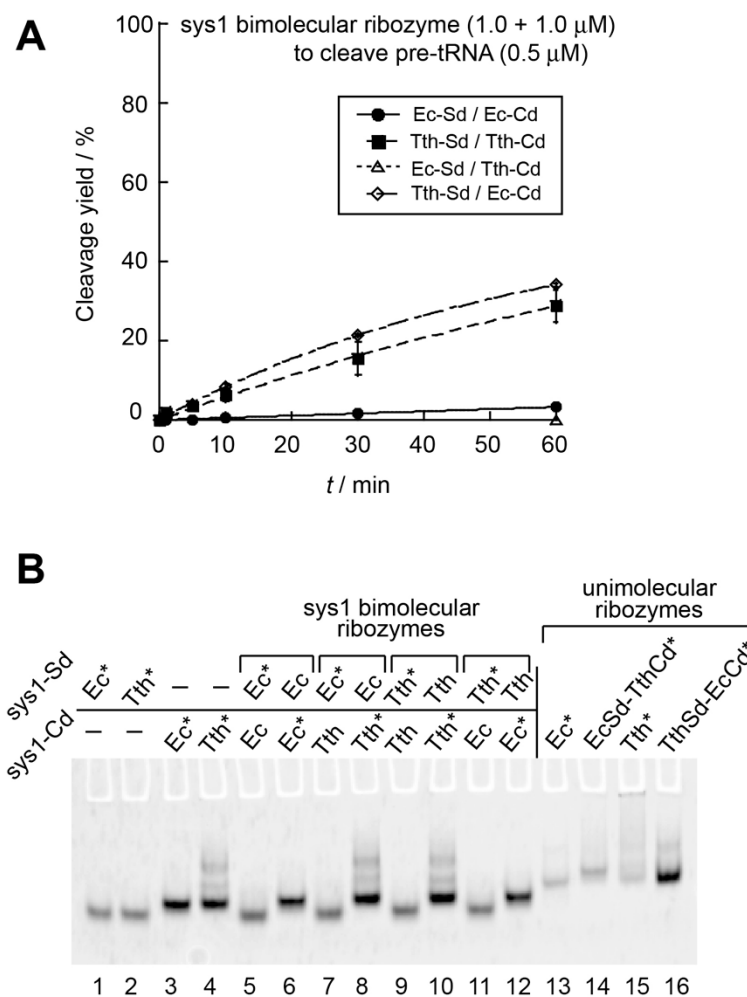 A
sys1 bimolecular ribozyme (1.0 + 1.0 μM)
to cleave pre-tRNA (0.5 μM)
Ec-Sd / Ec-Cd
Tth-Sd / Tth-Cd
Ec-Sd / Tth-Cd
Tth-Sd / Ec-Cd
Cleavage yield / %
100
80
60
40
20
0
0 10 20 30 40 50 60
t / min
B
sys1 bimolecular
ribozymes
unimolecular
ribozymes
sys1-Sd Ec* Tth* – – Ec* Ec Ec* Ec Tth* Tth Tth* Tth
sys1-Cd – – Ec* Tth* Ec Ec* Tth Tth* Tth Tth* Ec Ec*
Ec* EcSd-TthCd* Tth* TthSd-EcCd*
1 2 3 4 5 6 7 8 9 10 11 12 13 14 15 16